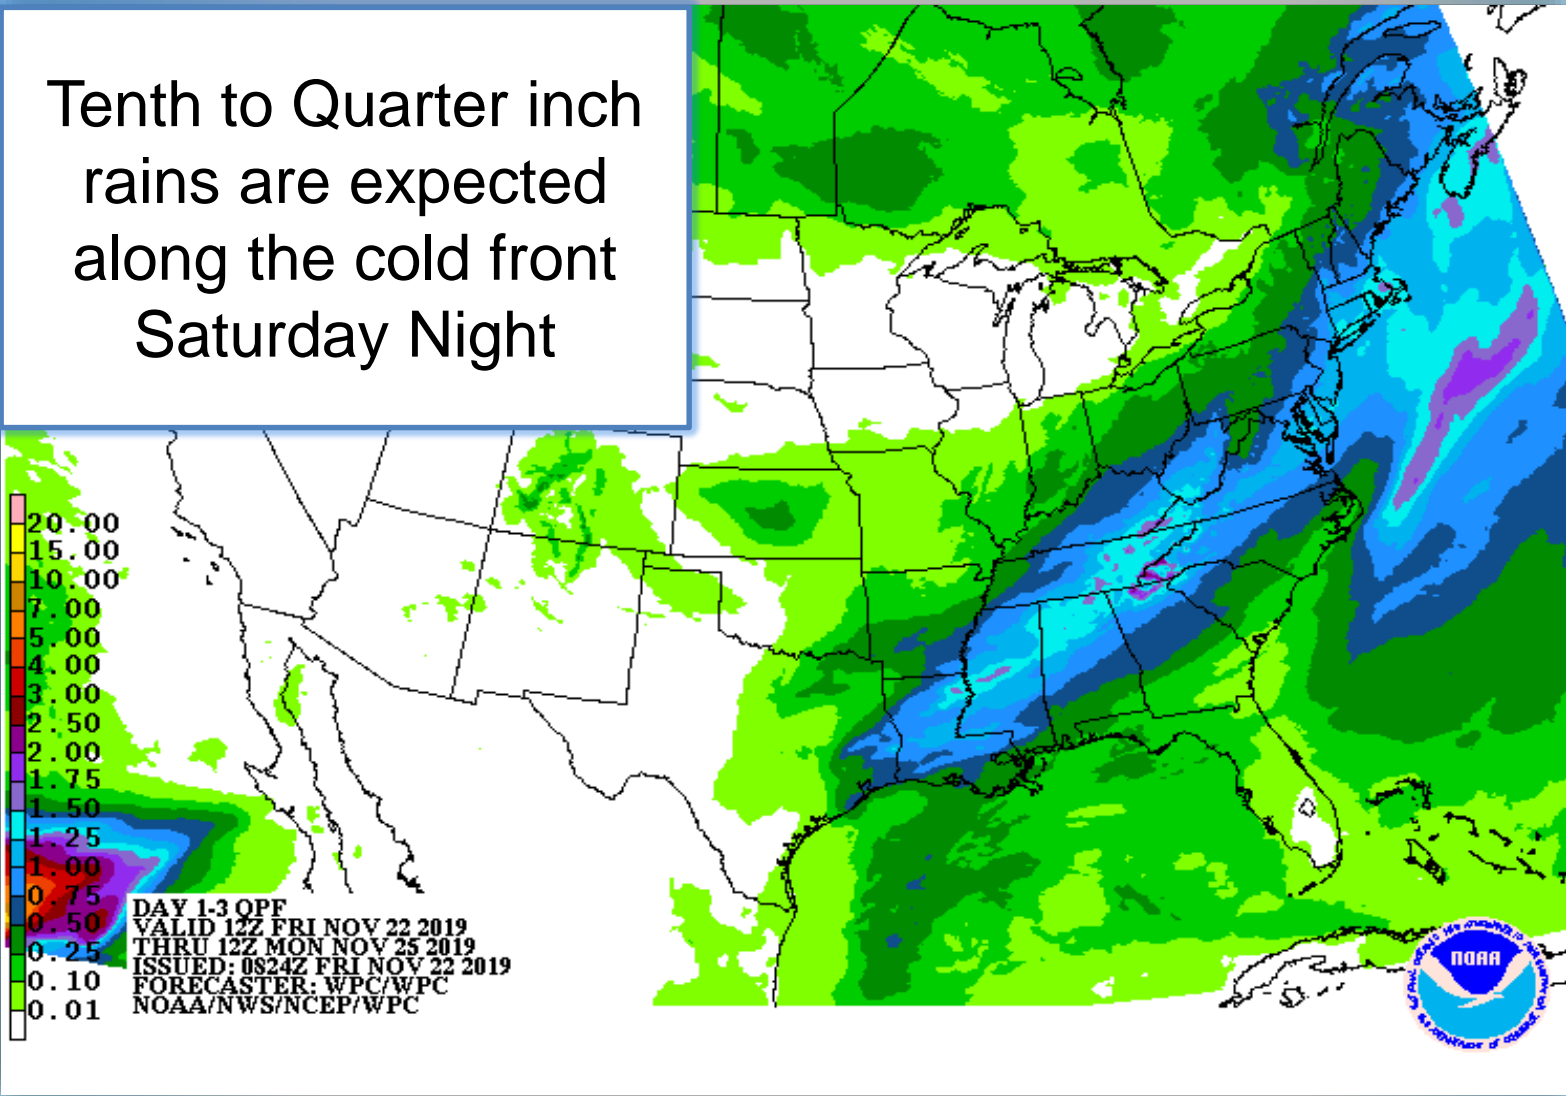 Tenth to Quarter inch
rains are expected
along the cold front
Saturday Night
20.00
15.00
10.00
7.00
5.00
4.00
3.00
2.50
2.00
1.75
1.50
1.25
1.00
0.75
0.50
0.25
0.10
0.01
DAY 1-3 QPF
VALID 12Z FRI NOV 22 2019
THRU 12Z MON NOV 25 2019
ISSUED: 0824Z FRI NOV 22 2019
FORECASTER: WPC/WPC
NOAA/NWS/NCEP/WPC
NOAA